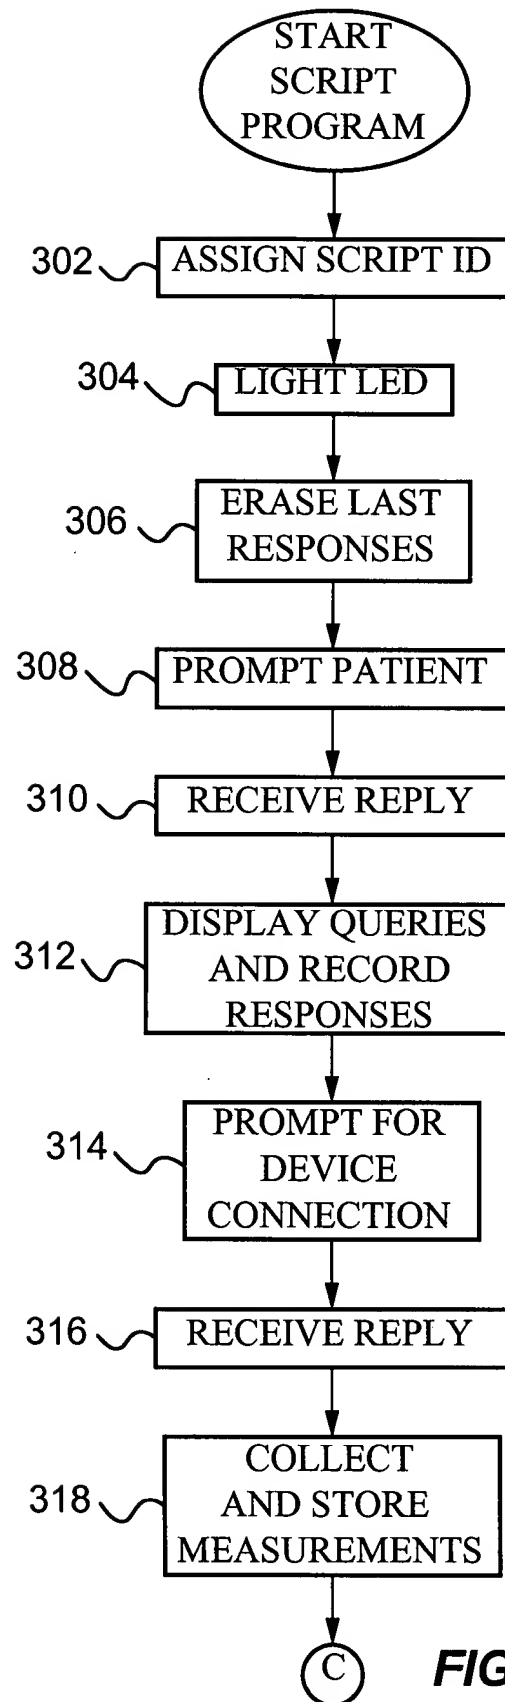 START
SCRIPT
PROGRAM
302
ASSIGN SCRIPT ID
304
LIGHT LED
306
ERASE LAST
RESPONSES
308
PROMPT PATIENT
310
RECEIVE REPLY
312
DISPLAY QUERIES
AND RECORD
RESPONSES
314
PROMPT FOR
DEVICE
CONNECTION
316
RECEIVE REPLY
318
COLLECT
AND STORE
MEASUREMENTS
C
FIG